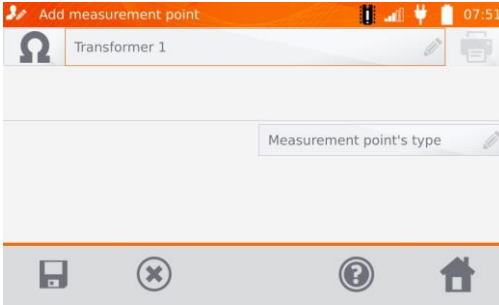 Add measurement point 07:51
Ω Transformer 1
Measurement point's type